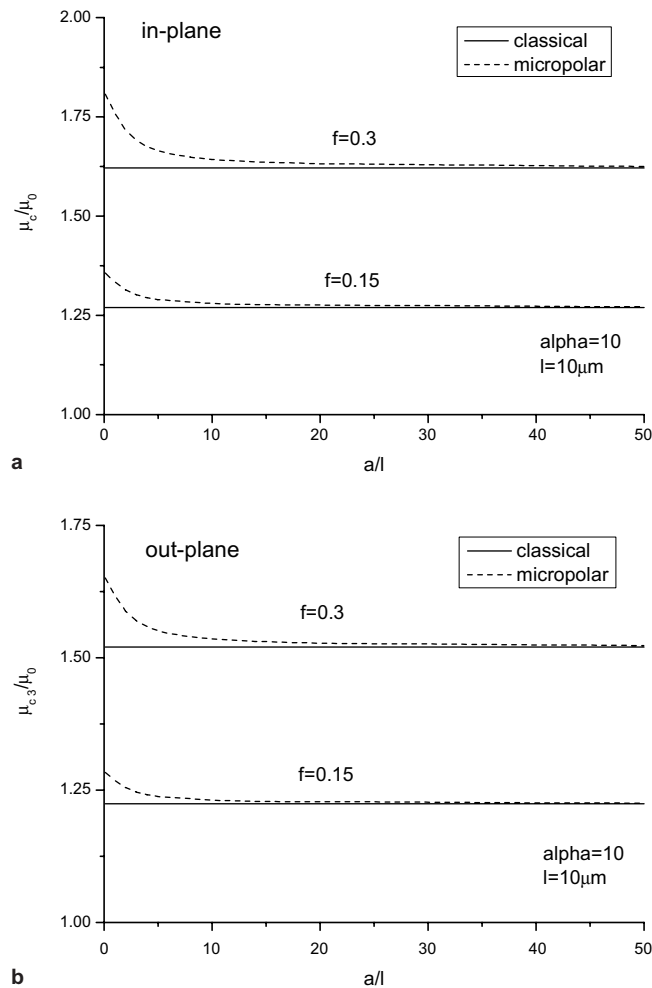 in-plane
classical
micropolar
2.00
1.75
1.50
1.25
1.00
μc/μ0
f=0.3
f=0.15
alpha=10
l=10μm
0 10 20 30 40 50
a/l
a
out-plane
classical
micropolar
1.75
1.50
1.25
1.00
μc 3/μ0
f=0.3
f=0.15
alpha=10
l=10μm
0 10 20 30 40 50
a/l
b